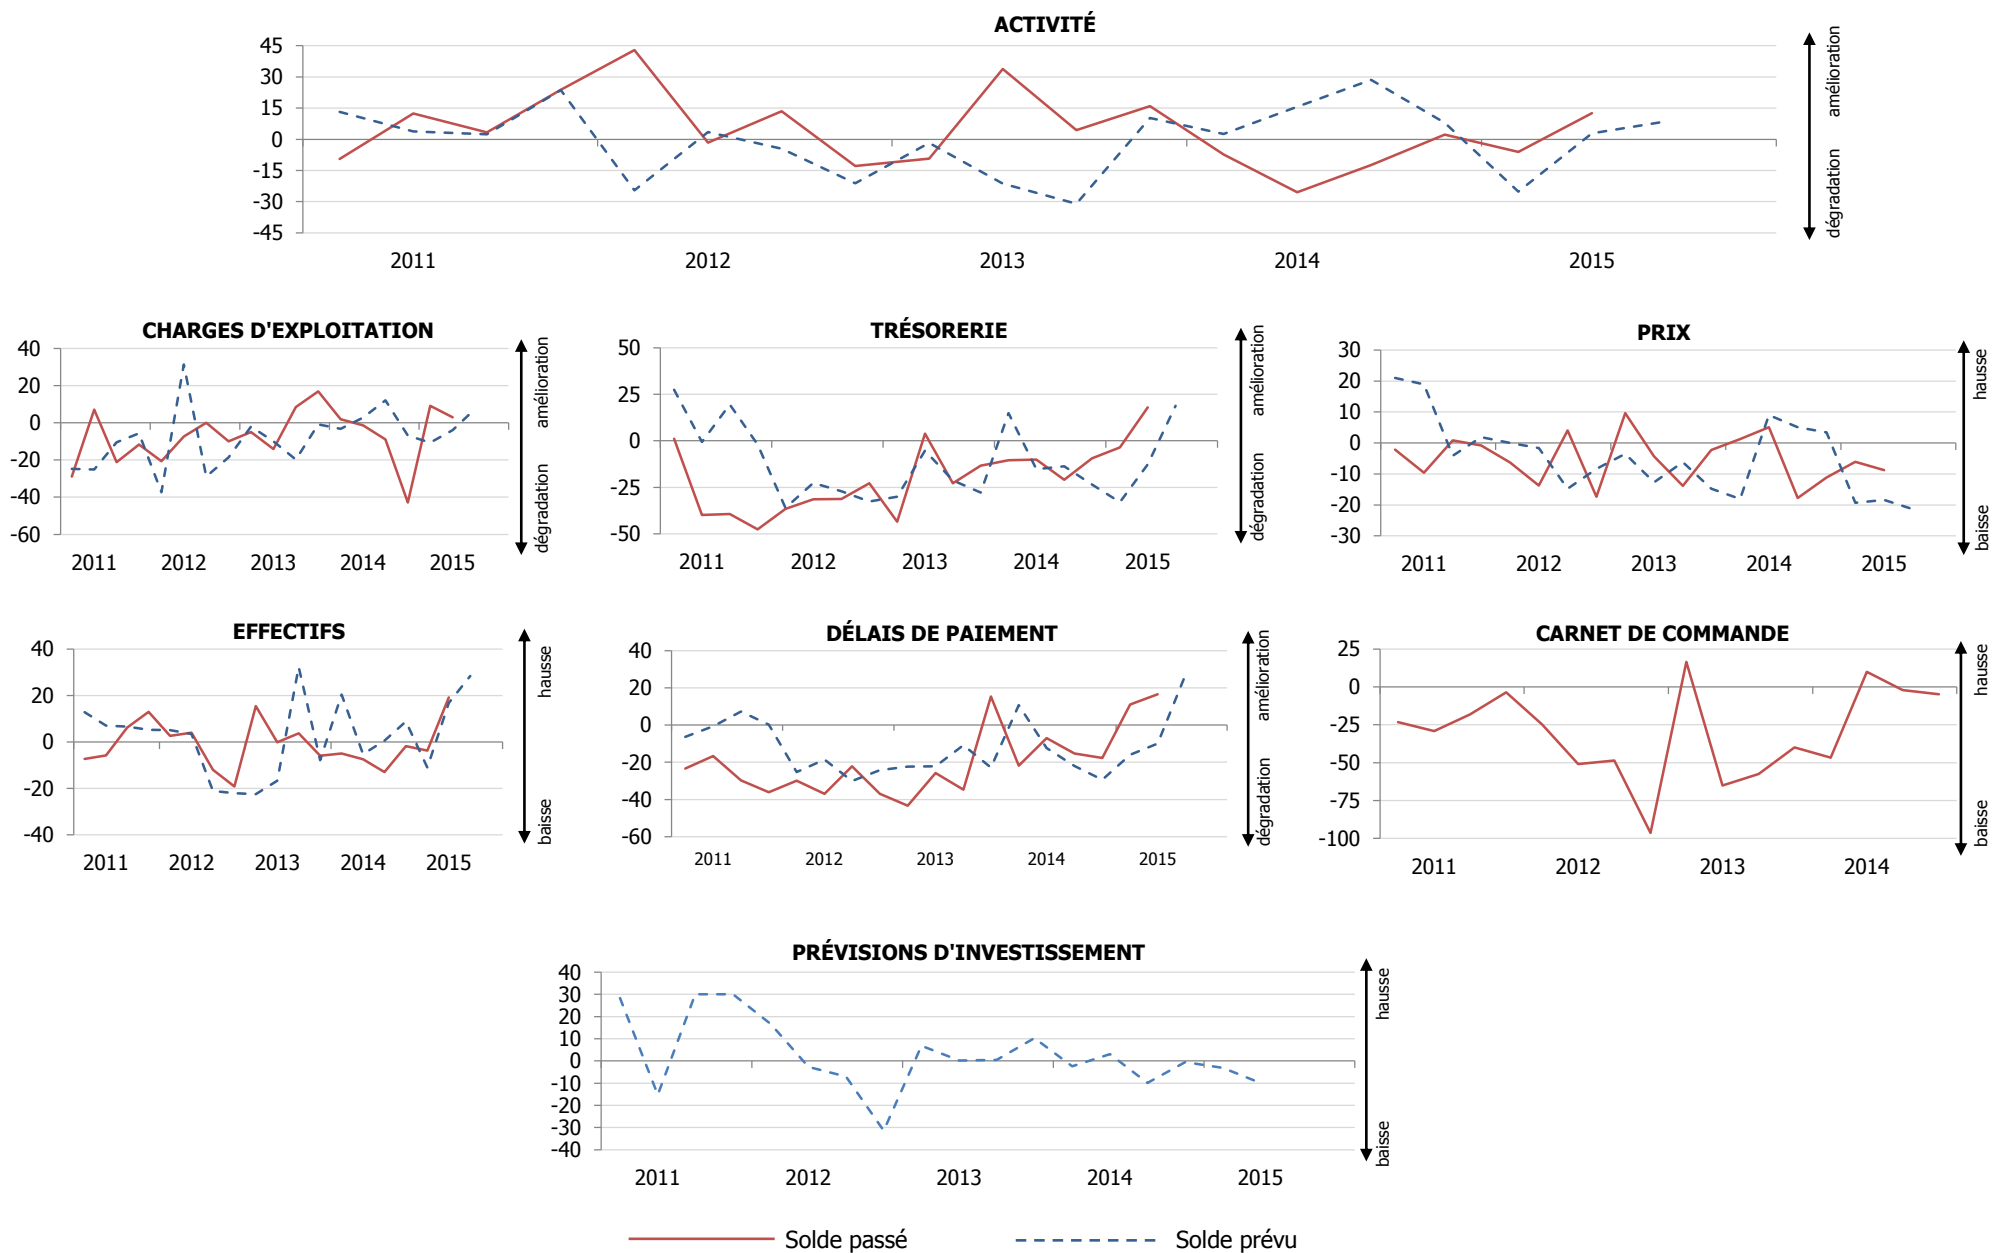 ACTIVITÉ
45
30
15
0
-15
-30
-45
2011 2012 2013 2014 2015
amélioration
dégradation
CHARGES D'EXPLOITATION
40
20
0
-20
-40
-60
2011 2012 2013 2014 2015
amélioration
dégradation
TRÉSORERIE
50
25
0
-25
-50
2011 2012 2013 2014 2015
amélioration
dégradation
PRIX
30
20
10
0
-10
-20
-30
2011 2012 2013 2014 2015
hausse
baisse
EFFECTIFS
40
20
0
-20
-40
2011 2012 2013 2014 2015
hausse
baisse
DÉLAIS DE PAIEMENT
40
20
0
-20
-40
-60
2011 2012 2013 2014 2015
amélioration
dégradation
CARNET DE COMMANDE
25
0
-25
-50
-75
-100
2011 2012 2013 2014
hausse
baisse
PRÉVISIONS D'INVESTISSEMENT
40
30
20
10
0
-10
-20
-30
-40
2011 2012 2013 2014 2015
hausse
baisse
Solde passé Solde prévu